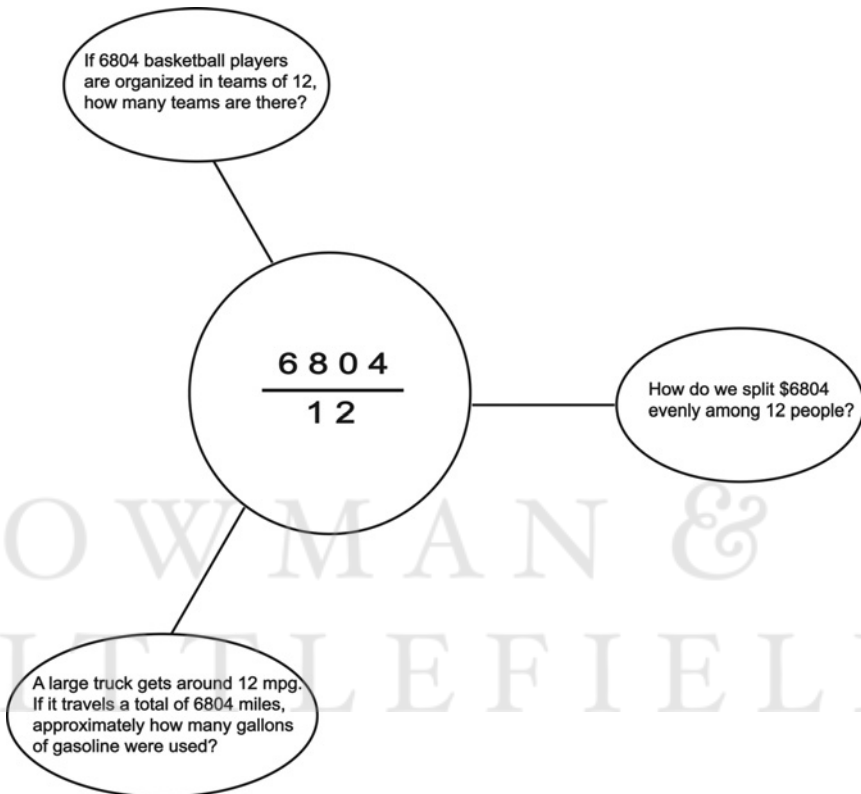 If 6804 basketball players
are organized in teams of 12,
how many teams are there?
6804
12
How do we split $6804
evenly among 12 people?
OWMAN &
ITTLEFIEL
A large truck gets around 12 mpg.
If it travels a total of 6804 miles,
approximately how many gallons
of gasoline were used?